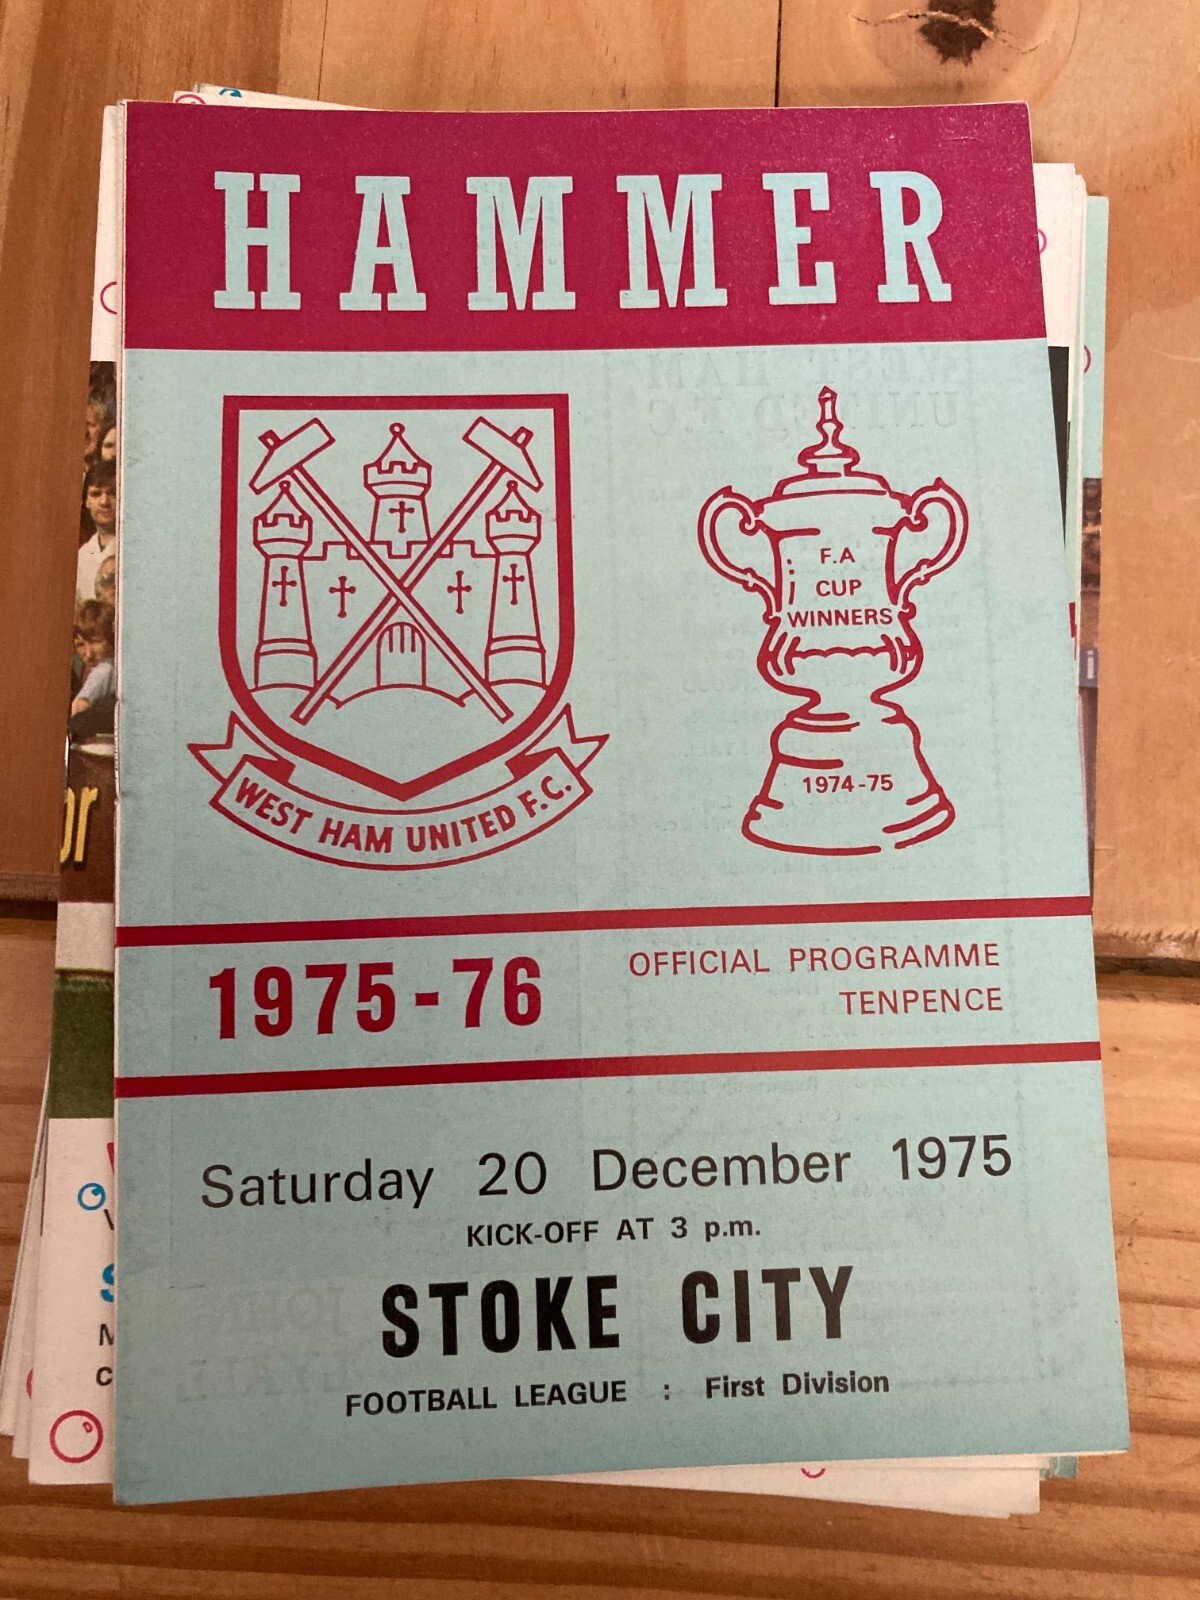 HAMMER
F.A
CUP
WINNERS
1974-75
WEST HAM UNITED F.C.
1975-76
OFFICIAL PROGRAMME
TENPENCE
Saturday 20 December 1975
KICK-OFF AT 3 p.m.
STOKE CITY
FOOTBALL LEAGUE : First Division